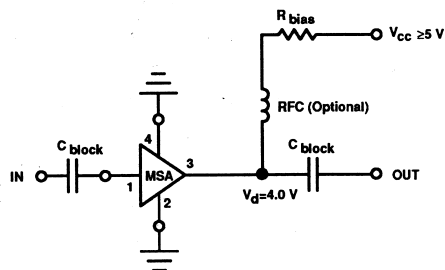 R bias
Vcc ≥5 V
RFC (Optional)
4
C block
C block
IN
1
MSA
3
OUT
2
Vd=4.0 V